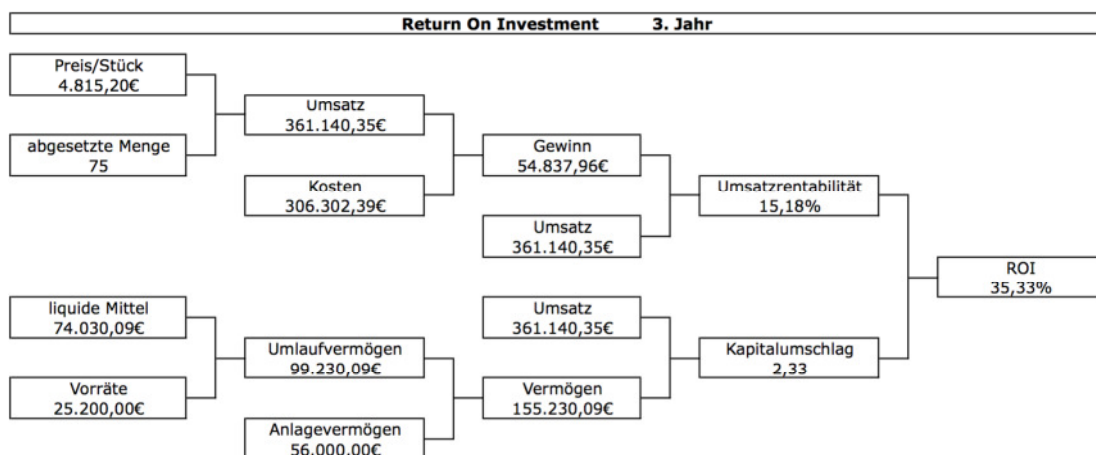 Return On Investment 3. Jahr
Preis/Stück
4.815,20€
abgesetzte Menge
75
Umsatz
361.140,35€
Kosten
306.302,39€
Gewinn
54.837,96€
Umsatz
361.140,35€
Umsatzrentabilität
15,18%
ROI
35,33%
liquide Mittel
74.030,09€
Vorräte
25.200,00€
Umlaufvermögen
99.230,09€
Anlagevermögen
56.000,00€
Umsatz
361.140,35€
Vermögen
155.230,09€
Kapitalumschlag
2,33